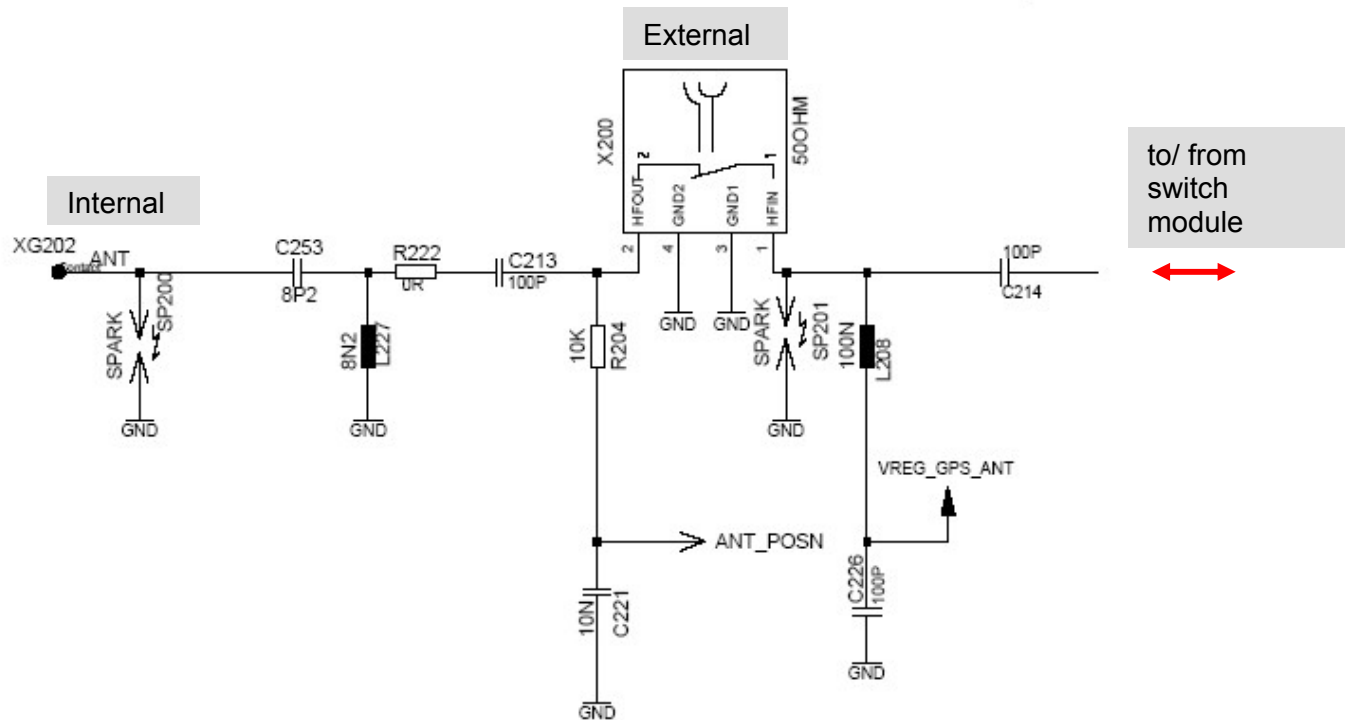 External
X200
50OHM
2
1
HFOUT
GND2
GND1
HFIN
2
4
3
1
to/ from
switch
module
Internal
XG202
ANT
C253
8P2
R222
0R
C213
100P
100P
C214
SPARK
SP200
8N2
L227
10K
R204
GND
GND
SPARK
SP201
100N
L208
GND
GND
GND
VREG_GPS_ANT
ANT_POSN
10N
C221
C226
100P
GND
GND